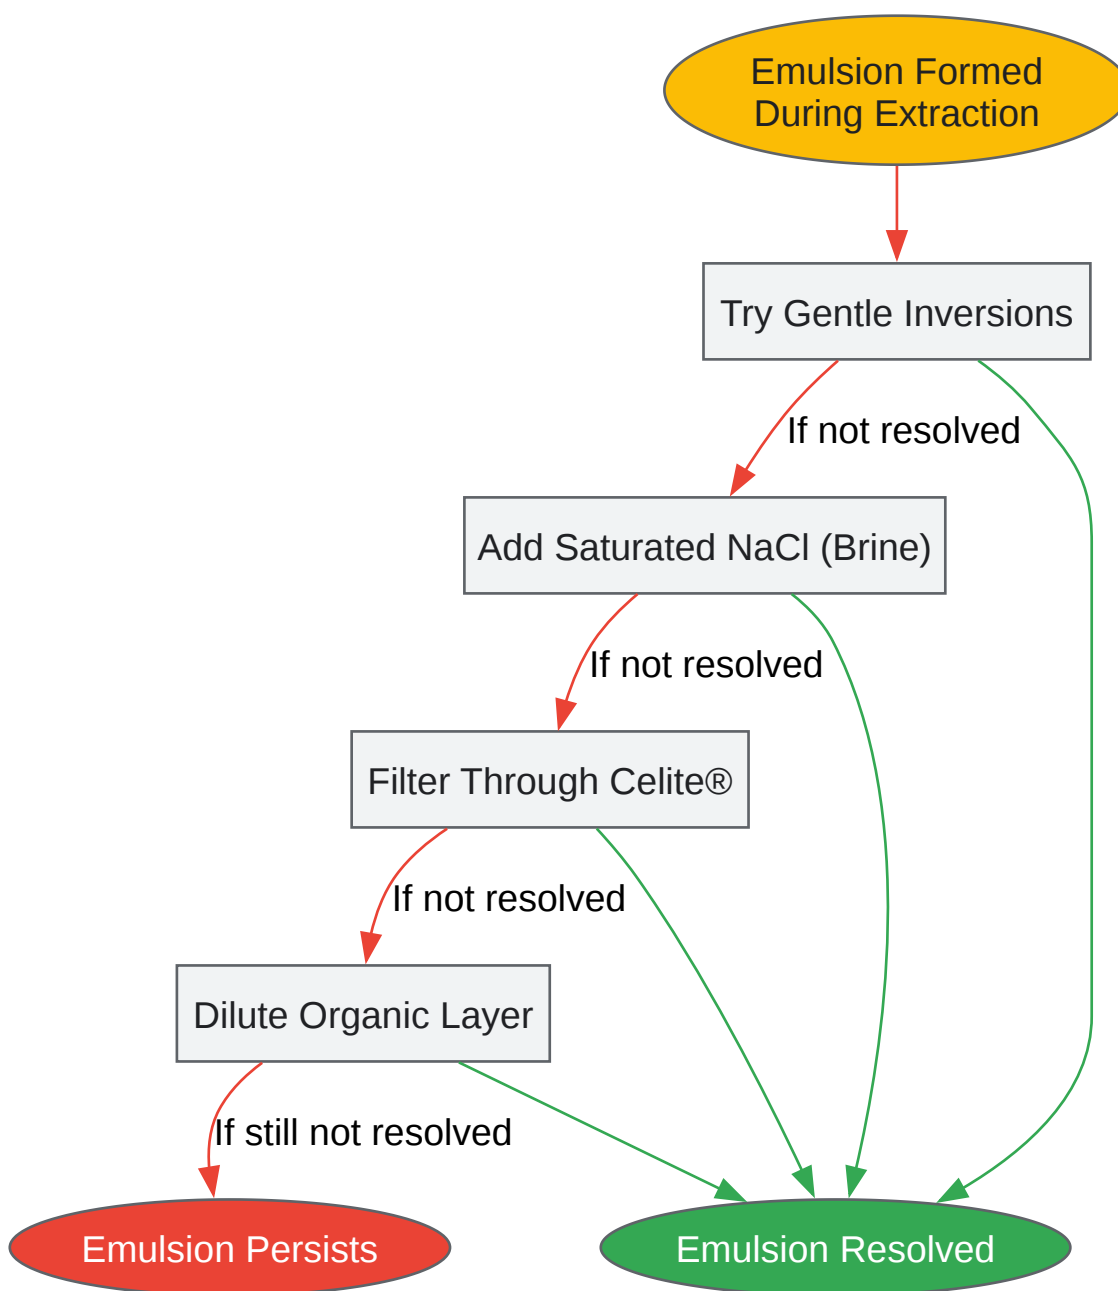 Emulsion Formed
During Extraction
Try Gentle Inversions
If not resolved
Add Saturated NaCl (Brine)
If not resolved
Filter Through Celite®
If not resolved
Dilute Organic Layer
If still not resolved
Emulsion Persists
Emulsion Resolved